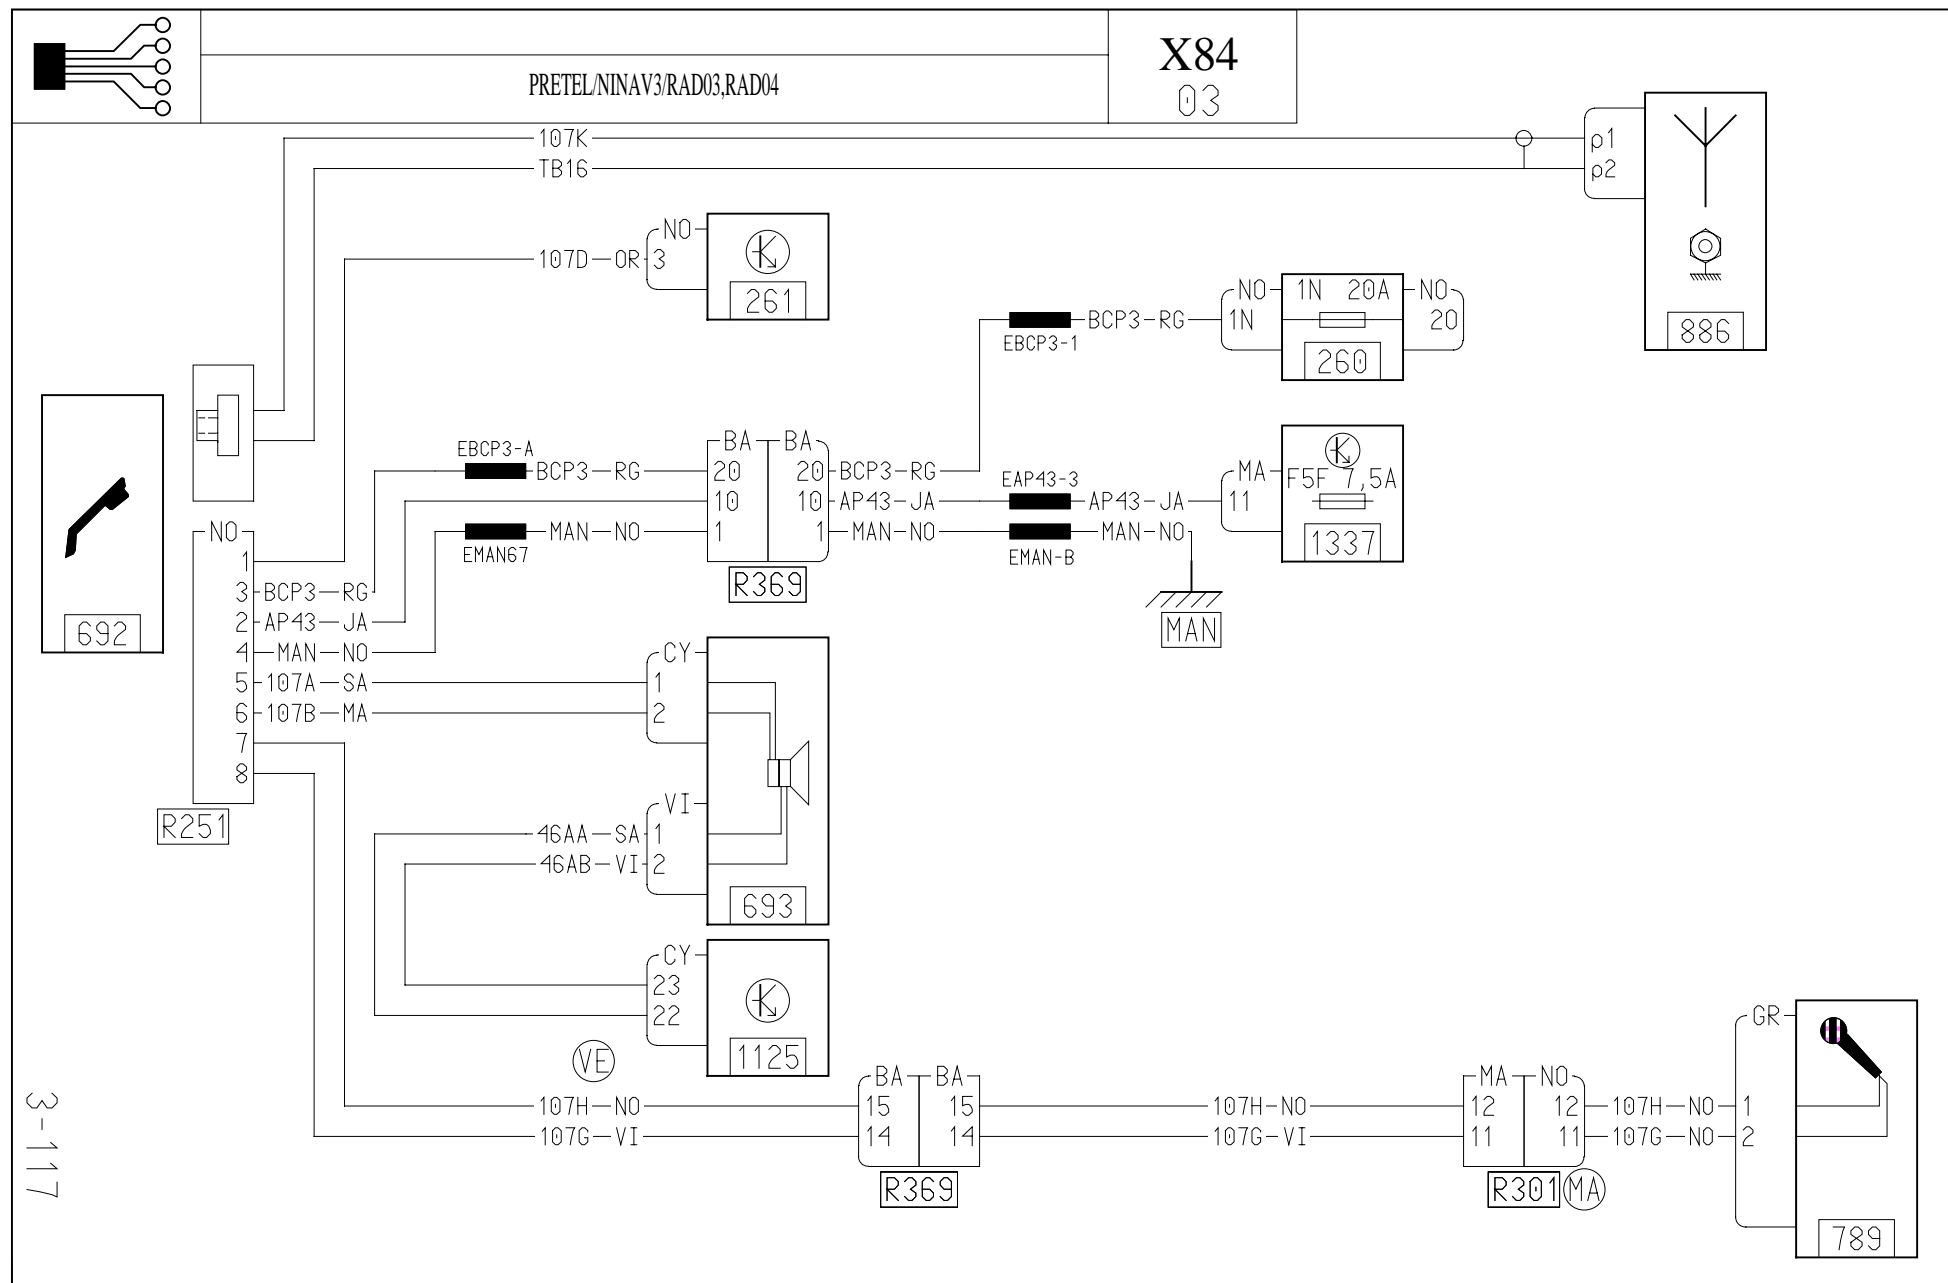 X84
PRETEL/NINAV3/RAD03,RAD04
03
107K p1
TB16 p2
NO
107D OR 3
261
886
NO 1N 20A NO
EBCP3-1 BCP3 RG 1N 20
260
EBCP3-A BA BA
BCP3 RG 20 20 BCP3 RG
EAP43-3 MA F5F 7,5A
10 10 AP43 JA AP43 JA 11
EMAN67 MAN NO 1 1 MAN NO EMAN-B MAN NO
1337
R369
MAN
NO
1
3 BCP3 RG
2 AP43 JA
692
4 MAN NO CY
5 107A SA 1
6 107B MA 2
7
8
R251
VI
46AA SA 1
46AB VI 2
693
CY
23
22
VE
1125
GR
BA BA MA NO
107H NO 15 15 107H NO 12 12 107H NO 1
107G VI 14 14 107G VI 11 11 107G NO 2
R369 R301 MA
789
3-117